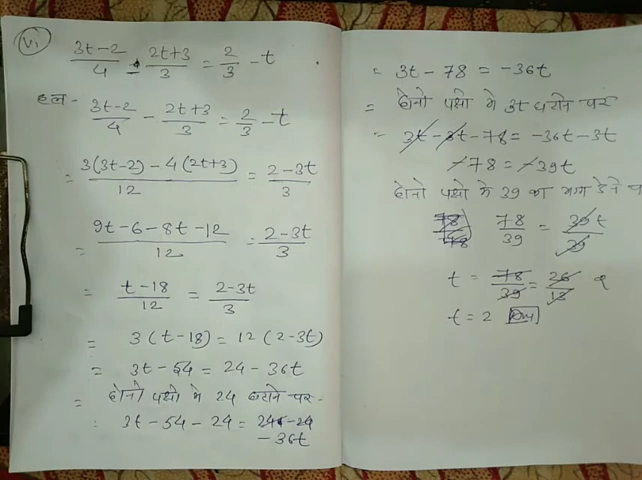 (vi)
3t-2/4 - 2t+3/3 = 2/3 - t
हल - 3t-2/4 - 2t+3/3 = 2/3 - t
= 3(3t-2) - 4(2t+3)/12 = 2-3t/3
= 9t-6-8t-12/12 = 2-3t/3
= t-18/12 = 2-3t/3
= 3(t-18) = 12(2-3t)
= 3t-54 = 24-36t
= दोनो पक्षो मे 24 घटाने पर-
: 3t-54-24 = 24-24
-36t
= 3t-78 = -36t
= दोनो पक्षो मे 3t घटाने पर
= 3t-3t-78 = -36t-3t
-78 = -39t
दोनो पक्षो मे 39 का भाग देने
78/39 = 39t/39
t = 78/39 = 26/13 2
t = 2 Ans